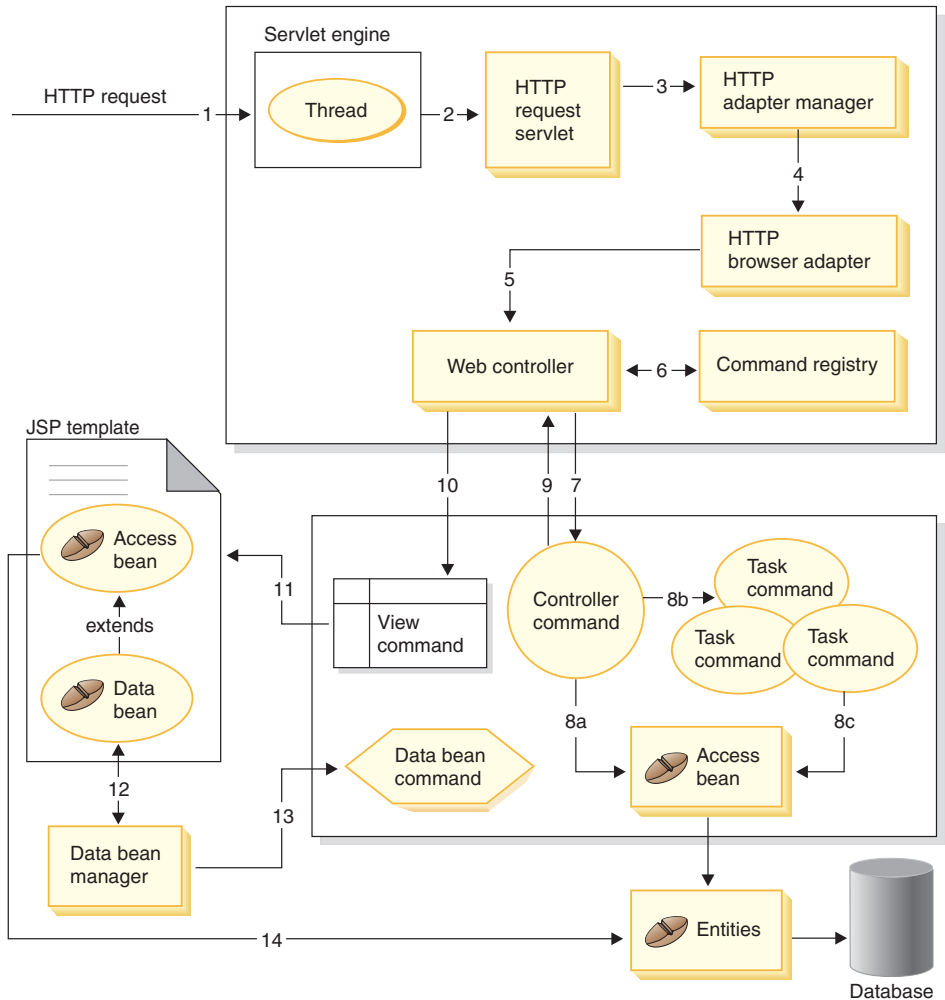 Servlet engine
HTTP request
1
Thread
2
HTTP
request
servlet
3
HTTP
adapter manager
4
HTTP
browser adapter
5
Web controller
6
Command registry
JSP template
10
9
7
Access
bean
11
extends
Data
bean
View
command
Controller
command
8b
Task
command
Task
command
Task
command
8a
8c
Data bean
command
Access
bean
12
13
Data bean
manager
14
Entities
Database